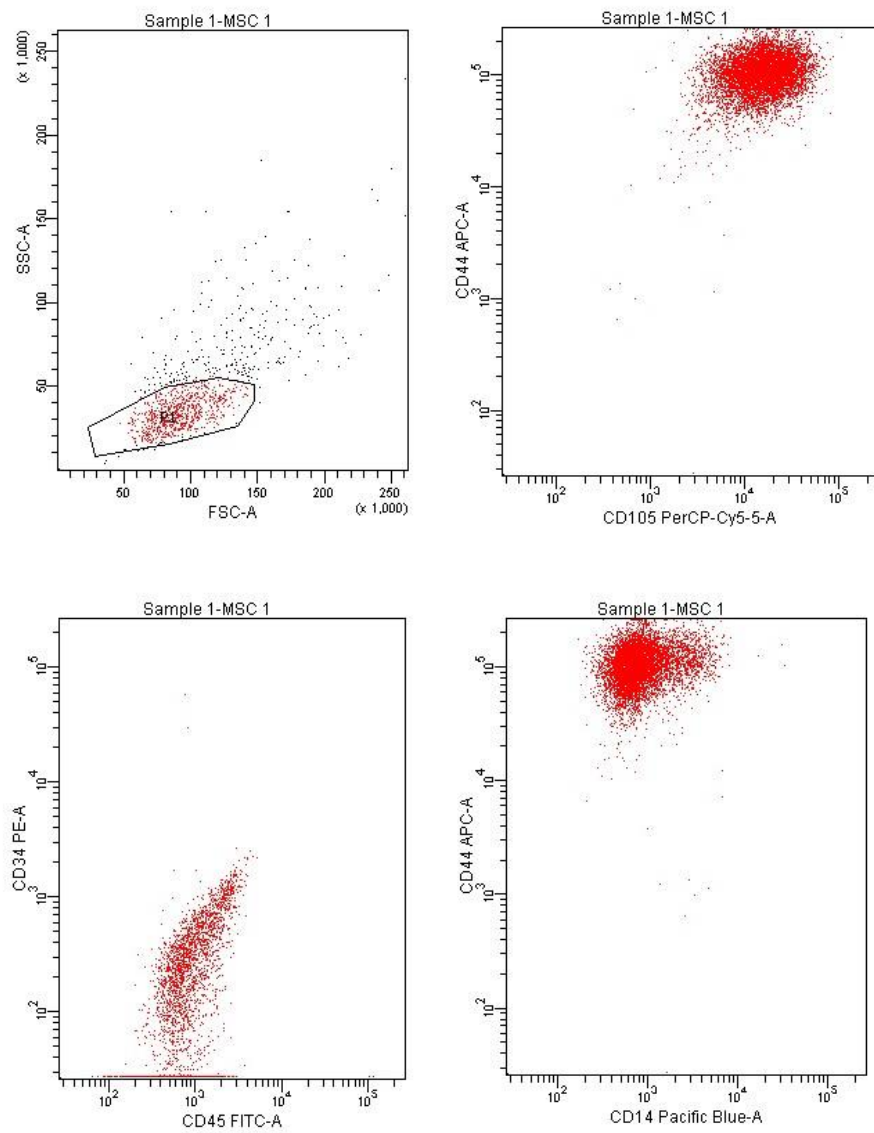 Sample 1-MSC 1
(x 1,000)
SSC-A
250
200
150
100
50
P1
50 100 150 200 250
FSC-A
(x 1,000)
Sample 1-MSC 1
CD44 APC-A
10^5
10^4
10^3
10^2
10^2 10^3 10^4 10^5
CD105 PerCP-Cy5-5-A
Sample 1-MSC 1
CD34 PE-A
10^5
10^4
10^3
10^2
10^2 10^3 10^4 10^5
CD45 FITC-A
Sample 1-MSC 1
CD44 APC-A
10^5
10^4
10^3
10^2
10^2 10^3 10^4 10^5
CD14 Pacific Blue-A